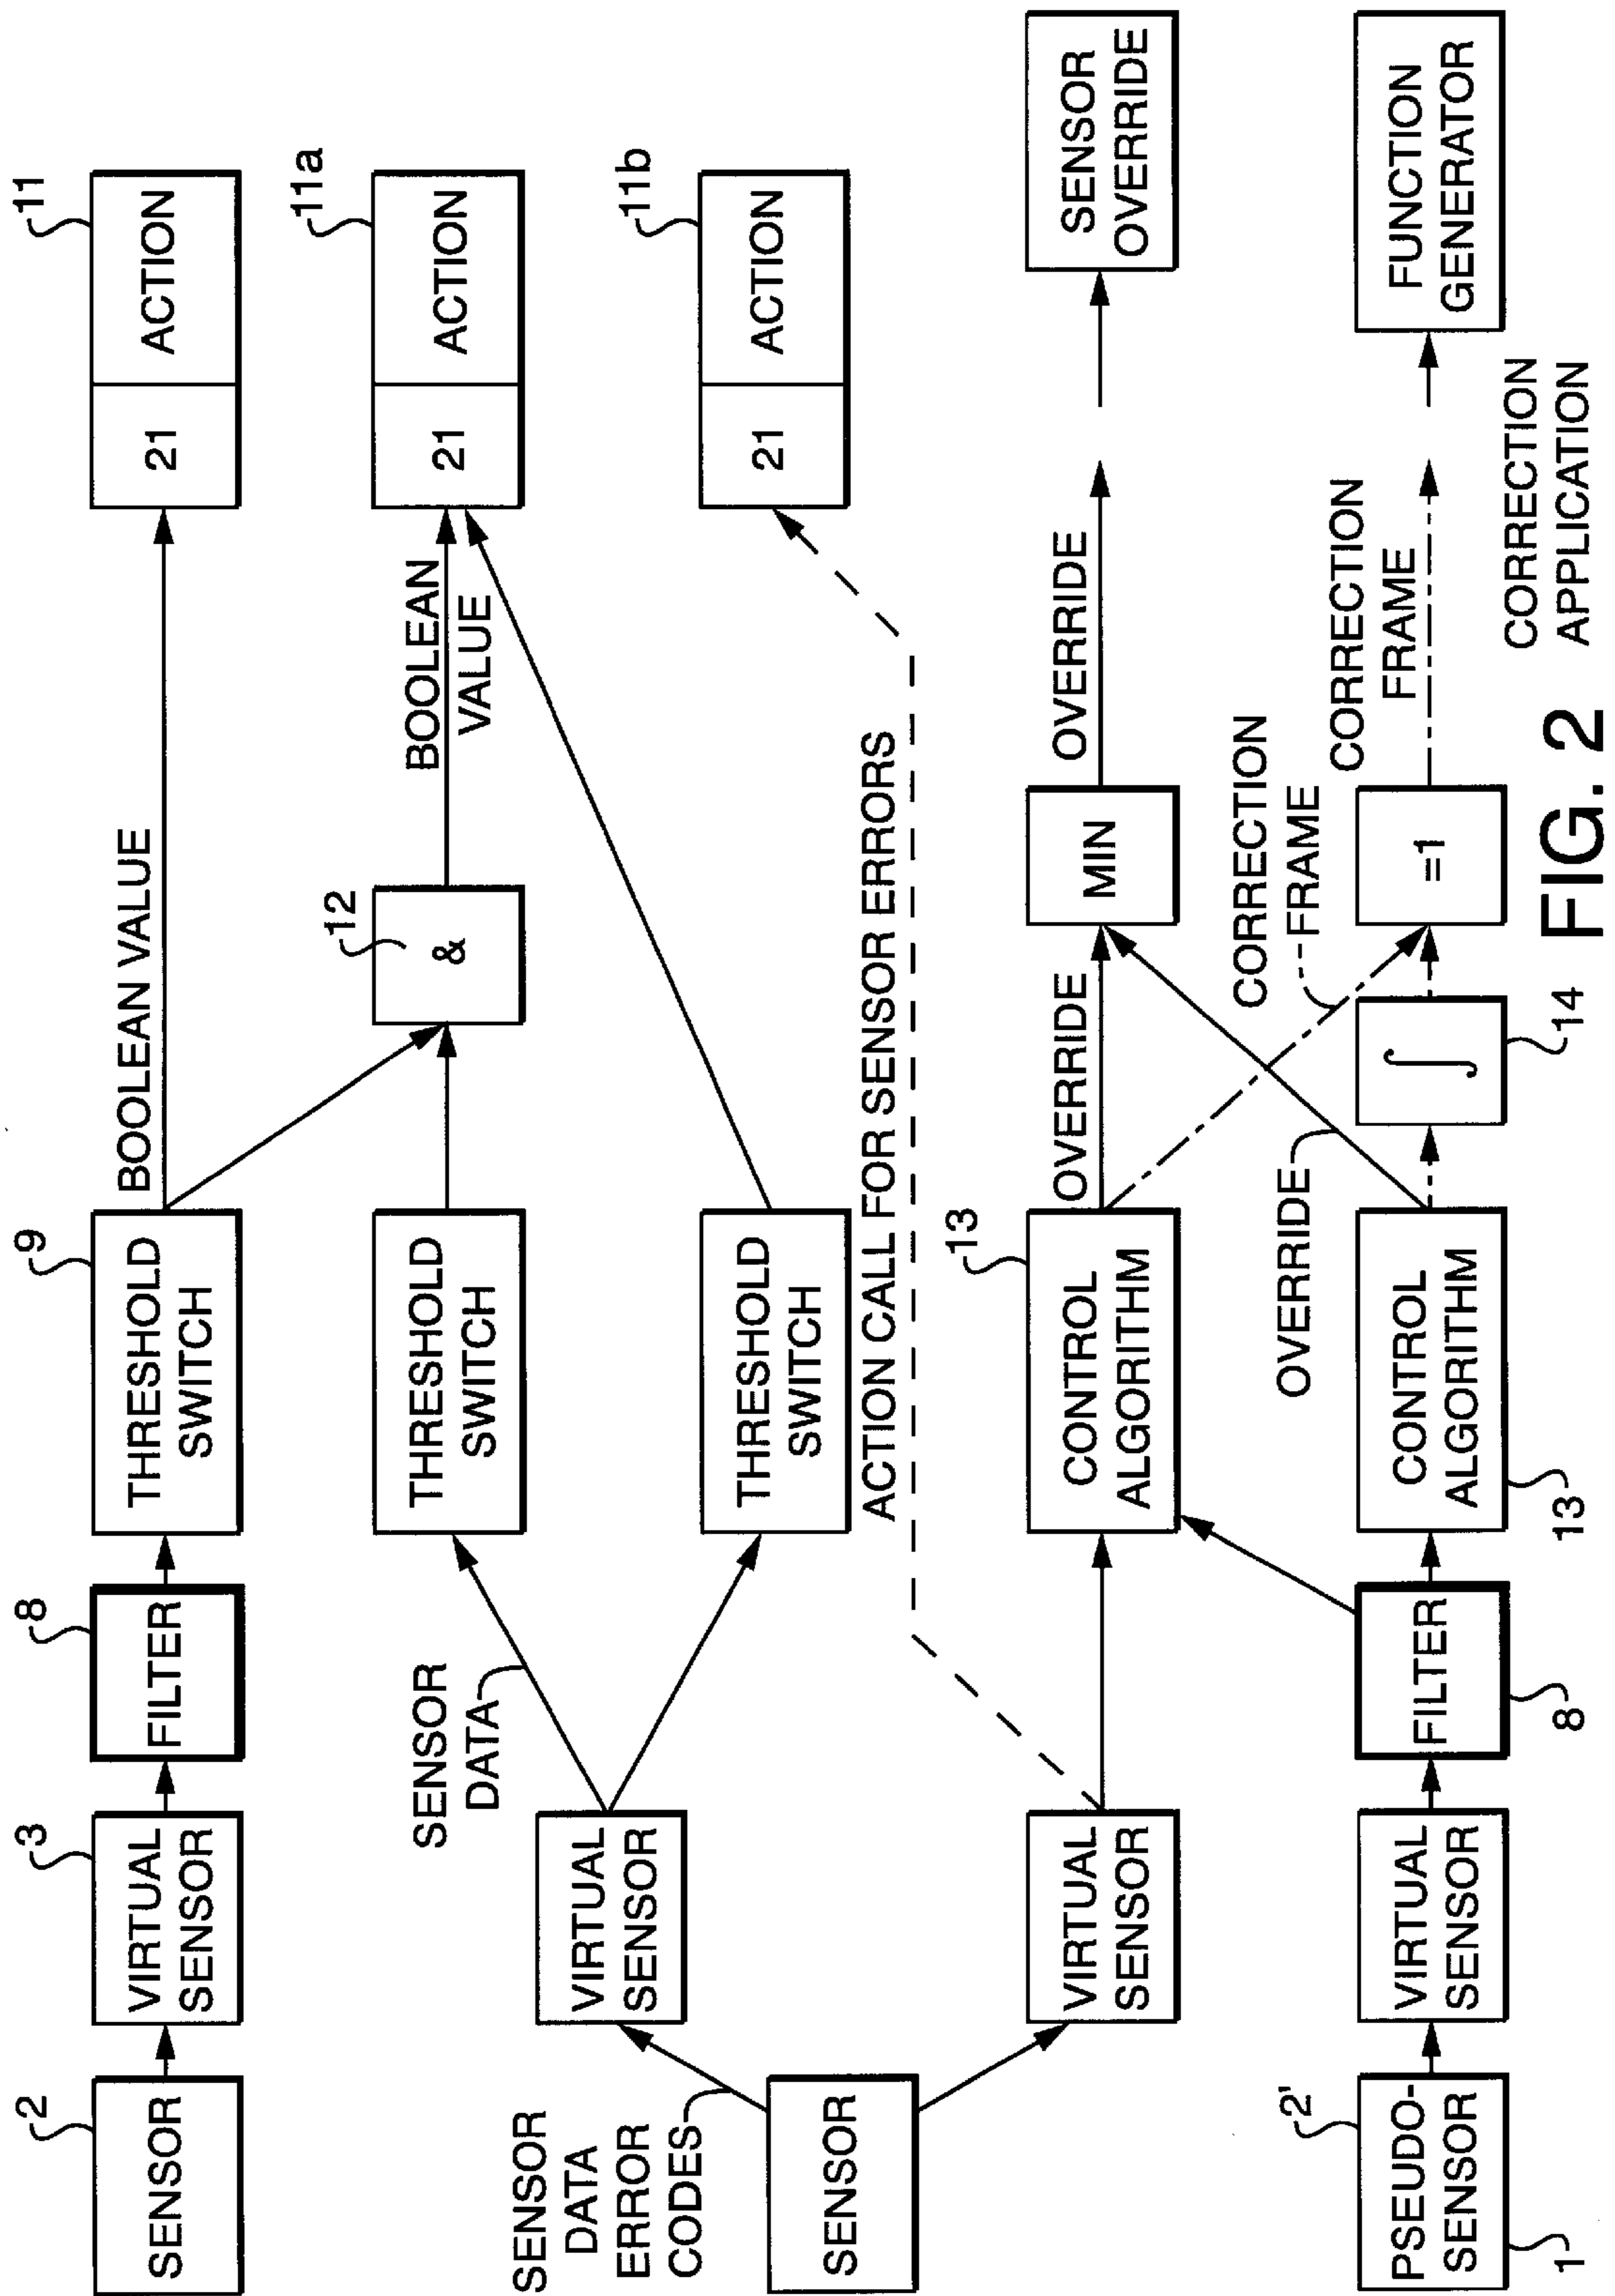 2
SENSOR
3
VIRTUAL
SENSOR
8
FILTER
9
THRESHOLD
SWITCH
BOOLEAN VALUE
11
21
ACTION
THRESHOLD
SWITCH
12
&
BOOLEAN
VALUE
11a
21
ACTION
SENSOR
DATA
ERROR
CODES
SENSOR
VIRTUAL
SENSOR
SENSOR
DATA
THRESHOLD
SWITCH
11b
21
ACTION
ACTION CALL FOR SENSOR ERRORS
VIRTUAL
SENSOR
13
CONTROL
ALGORITHM
OVERRIDE
MIN
OVERRIDE
SENSOR
OVERRIDE
CORRECTION
FRAME
OVERRIDE
2'
PSEUDO-
SENSOR
1
VIRTUAL
SENSOR
FILTER
8
CONTROL
ALGORITHM
13
∫
14
=1
CORRECTION
FRAME
FUNCTION
GENERATOR
CORRECTION
APPLICATION
FIG. 2